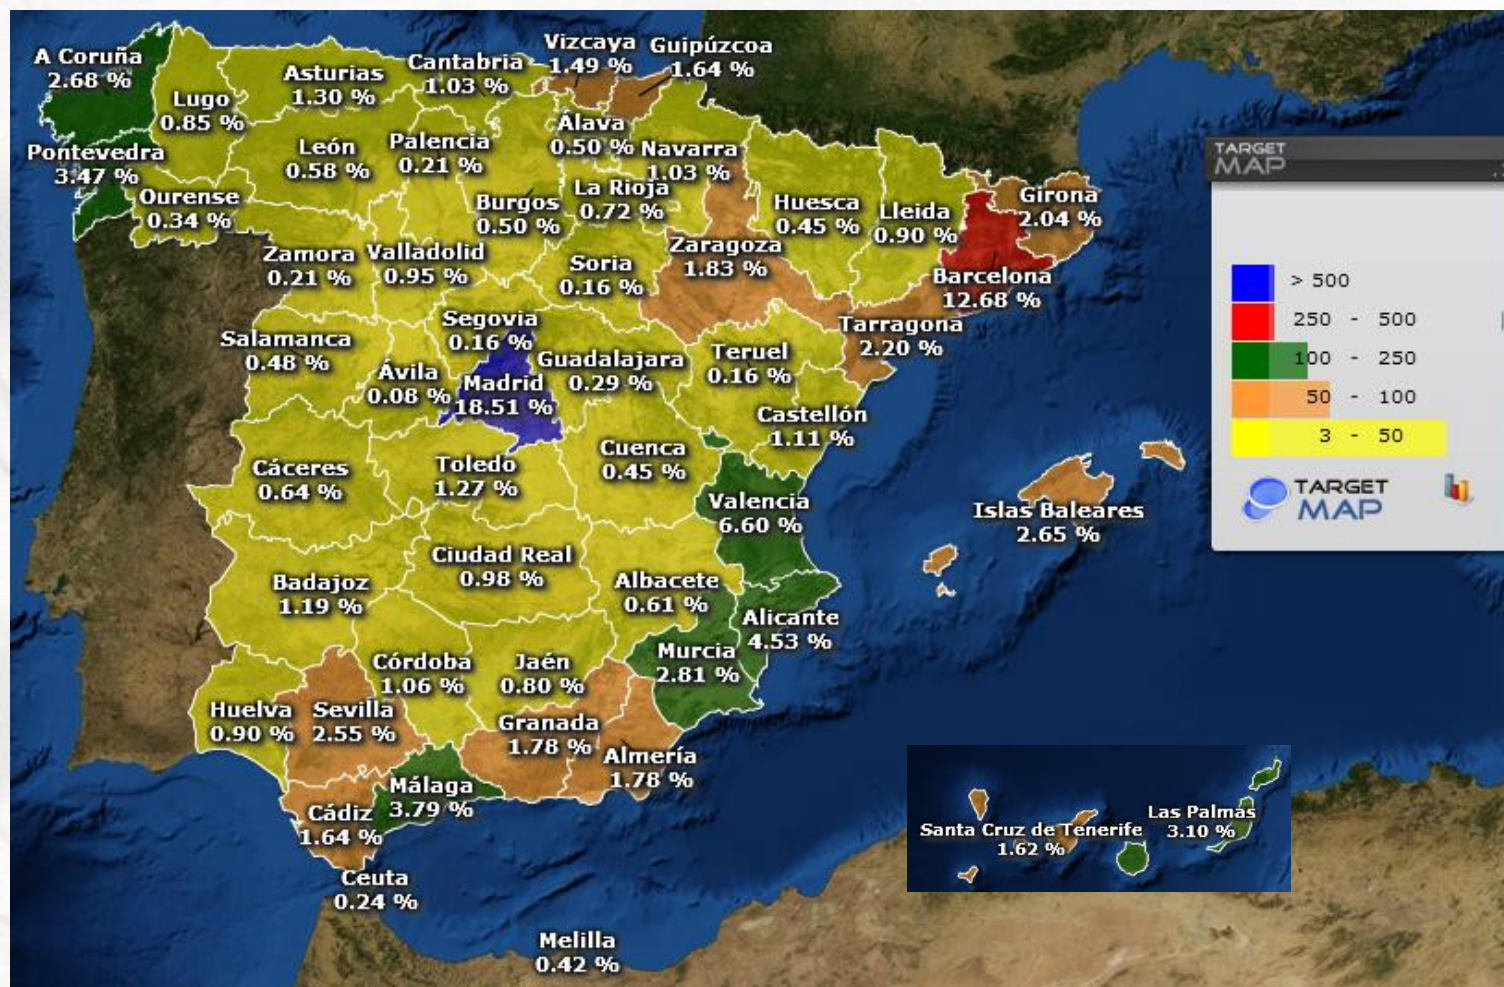 A Coruña
2.68 %
Lugo
0.85 %
Asturias
1.30 %
Cantabria
1.03 %
Vizcaya
1.49 %
Guipúzcoa
1.64 %
Pontevedra
3.47 %
Ourense
0.34 %
León
0.58 %
Palencia
0.21 %
Burgos
0.50 %
Álava
0.50 %
La Rioja
0.72 %
Navarra
1.03 %
Huesca
0.45 %
Lleida
0.90 %
Girona
2.04 %
Zamora
0.21 %
Valladolid
0.95 %
Soria
0.16 %
Zaragoza
1.83 %
Barcelona
12.68 %
Tarragona
2.20 %
Salamanca
0.48 %
Ávila
0.08 %
Segovia
0.16 %
Madrid
18.51 %
Guadalajara
0.29 %
Teruel
0.16 %
Castellón
1.11 %
Cáceres
0.64 %
Toledo
1.27 %
Cuenca
0.45 %
Valencia
6.60 %
Islas Baleares
2.65 %
Badajoz
1.19 %
Ciudad Real
0.98 %
Albacete
0.61 %
Alicante
4.53 %
Murcia
2.81 %
Huelva
0.90 %
Sevilla
2.55 %
Córdoba
1.06 %
Jaén
0.80 %
Granada
1.78 %
Almería
1.78 %
Cádiz
1.64 %
Málaga
3.79 %
Ceuta
0.24 %
Melilla
0.42 %
Santa Cruz de Tenerife
1.62 %
Las Palmas
3.10 %
TARGET
MAP
> 500
250 - 500
100 - 250
50 - 100
3 - 50
TARGET
MAP